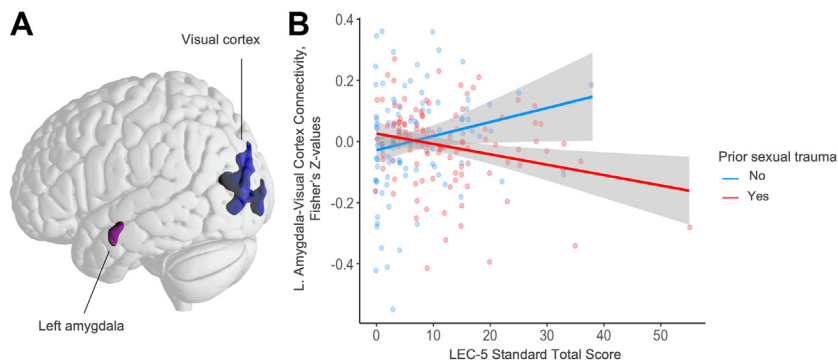 A
Visual cortex
Left amygdala
B
L. Amygdala-Visual Cortex Connectivity,
Fisher's Z-values
0.4
0.2
0.0
-0.2
-0.4
0
10
20
30
40
50
LEC-5 Standard Total Score
Prior sexual trauma
No
Yes